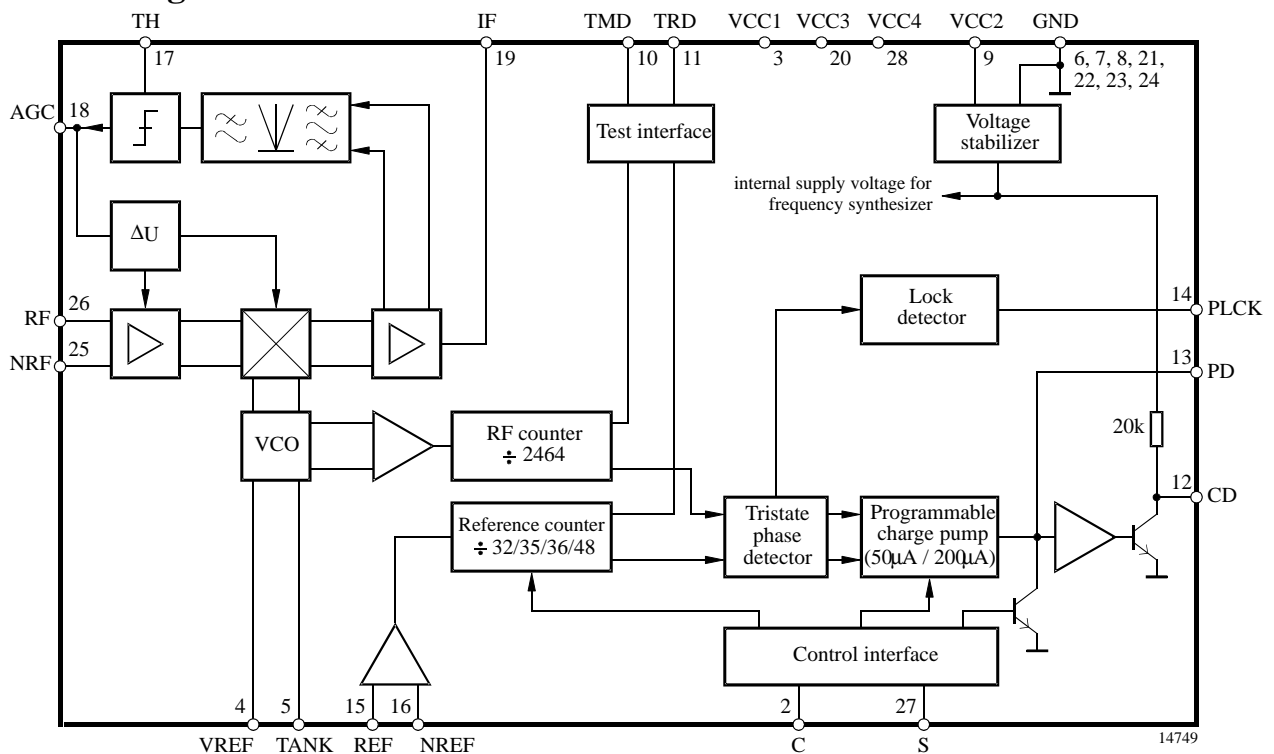 TH
IF
TMD
TRD
VCC1
VCC3
VCC4
VCC2
GND
17
19
10
11
3
20
28
9
6, 7, 8, 21,
22, 23, 24
AGC
18
Test interface
Voltage
stabilizer
internal supply voltage for
frequency synthesizer
ΔU
RF
26
NRF
25
Lock
detector
14
PLCK
13
PD
VCO
RF counter
÷ 2464
20k
12
CD
Reference counter
÷ 32/35/36/48
Tristate
phase
detector
Programmable
charge pump
(50µA / 200µA)
Control interface
4
5
15
16
2
27
VREF
TANK
REF
NREF
C
S
14749